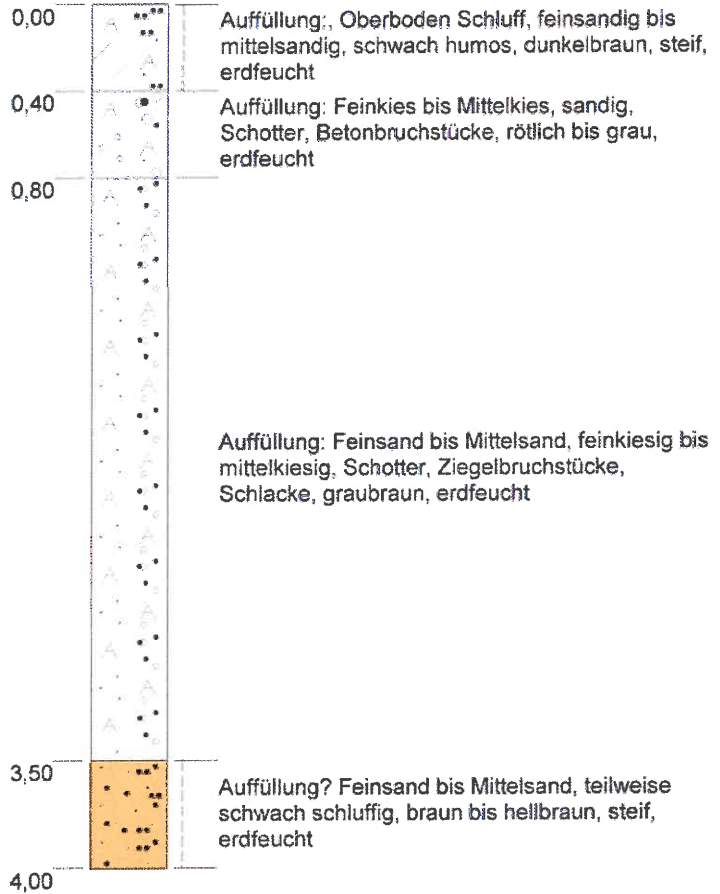 0,00
Auffüllung:, Oberboden Schluff, feinsandig bis
mittelsandig, schwach humos, dunkelbraun, steif,
erdfeucht
0,40
Auffüllung: Feinkies bis Mittelkies, sandig,
Schotter, Betonbruchstücke, rötlich bis grau,
erdfeucht
0,80
Auffüllung: Feinsand bis Mittelsand, feinkiesig bis
mittelkiesig, Schotter, Ziegelbruchstücke,
Schlacke, graubraun, erdfeucht
3,50
Auffüllung? Feinsand bis Mittelsand, teilweise
schwach schluffig, braun bis hellbraun, steif,
erdfeucht
4,00